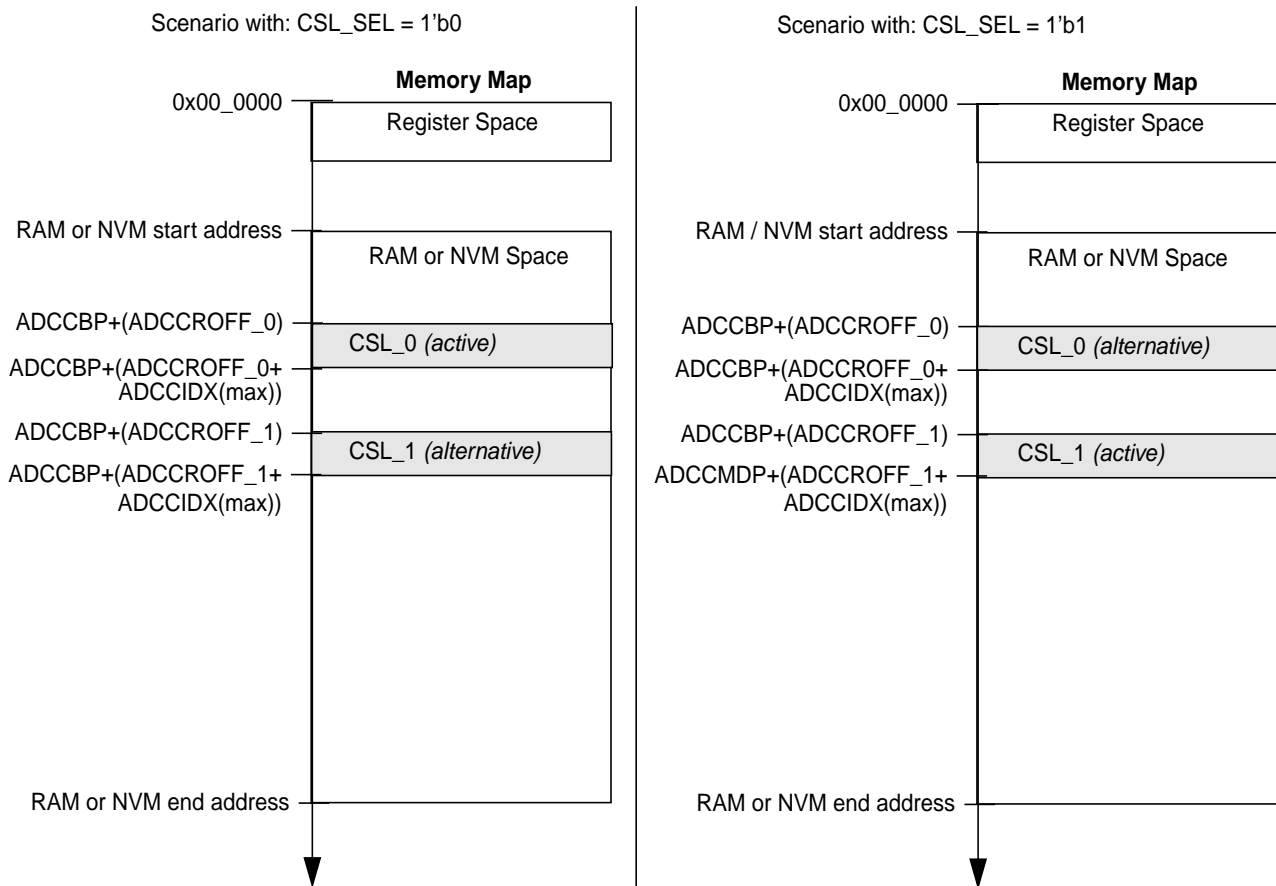 Scenario with: CSL_SEL = 1’b0
Memory Map
0x00_0000
Register Space
RAM or NVM start address
RAM or NVM Space
ADCCBP+(ADCCROFF_0)
CSL_0 (active)
ADCCBP+(ADCCROFF_0+
ADCCIDX(max))
ADCCBP+(ADCCROFF_1)
CSL_1 (alternative)
ADCCBP+(ADCCROFF_1+
ADCCIDX(max))
RAM or NVM end address
Scenario with: CSL_SEL = 1’b1
Memory Map
0x00_0000
Register Space
RAM / NVM start address
RAM or NVM Space
ADCCBP+(ADCCROFF_0)
CSL_0 (alternative)
ADCCBP+(ADCCROFF_0+
ADCCIDX(max))
ADCCBP+(ADCCROFF_1)
CSL_1 (active)
ADCCMDP+(ADCCROFF_1+
ADCCIDX(max))
RAM or NVM end address